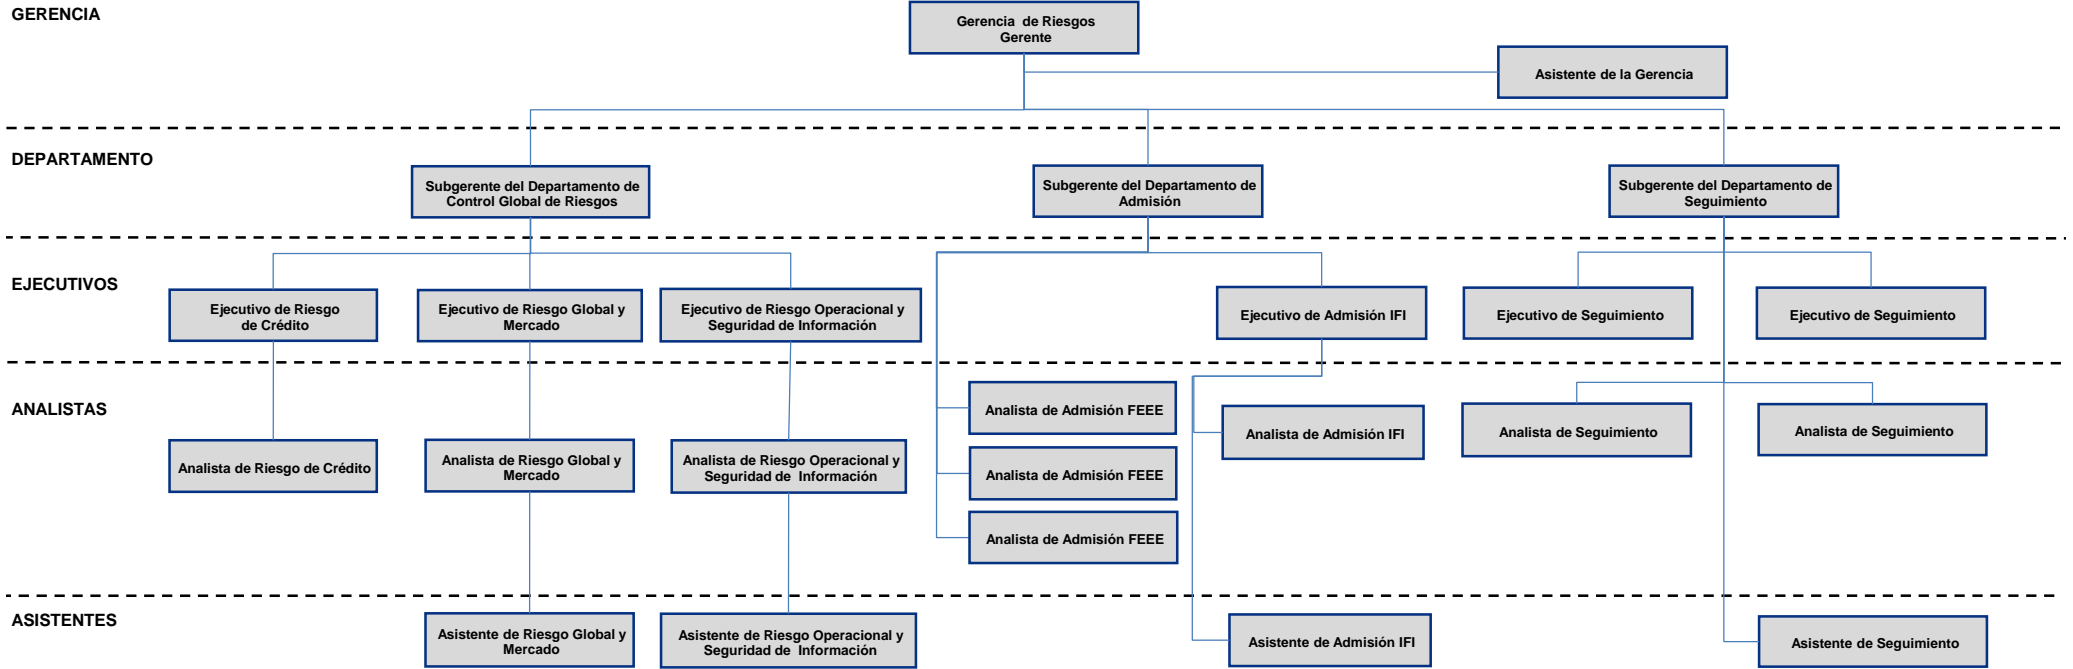 GERENCIA
Gerencia de Riesgos
Gerente
Asistente de la Gerencia
DEPARTAMENTO
Subgerente del Departamento de
Control Global de Riesgos
Subgerente del Departamento de
Admisión
Subgerente del Departamento de
Seguimiento
EJECUTIVOS
Ejecutivo de Riesgo
de Crédito
Ejecutivo de Riesgo Global y
Mercado
Ejecutivo de Riesgo Operacional y
Seguridad de Información
Ejecutivo de Admisión IFI
Ejecutivo de Seguimiento
Ejecutivo de Seguimiento
ANALISTAS
Analista de Riesgo de Crédito
Analista de Riesgo Global y
Mercado
Analista de Riesgo Operacional y
Seguridad de Información
Analista de Admisión FEEE
Analista de Admisión FEEE
Analista de Admisión FEEE
Analista de Admisión IFI
Analista de Seguimiento
Analista de Seguimiento
ASISTENTES
Asistente de Riesgo Global y
Mercado
Asistente de Riesgo Operacional y
Seguridad de Información
Asistente de Admisión IFI
Asistente de Seguimiento